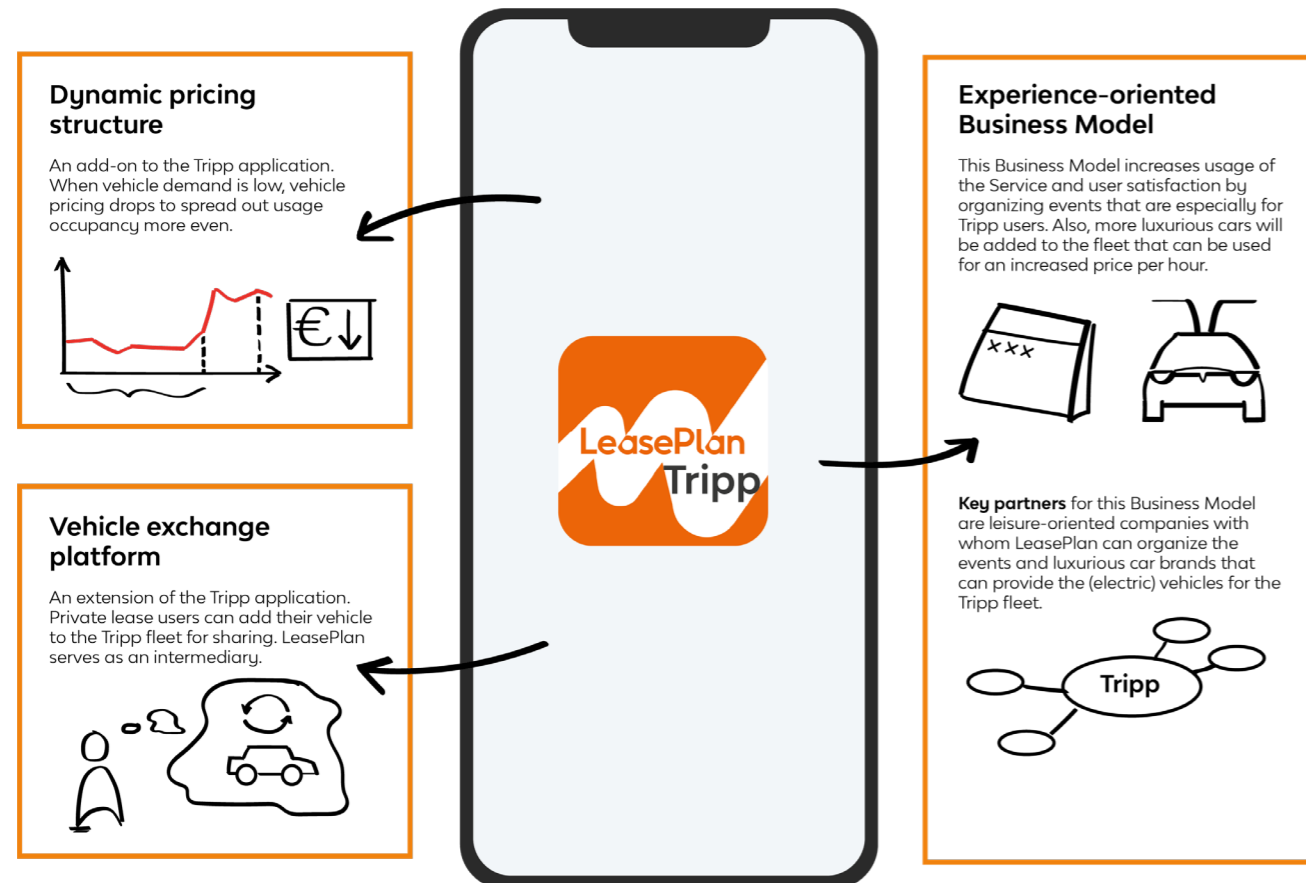 Dynamic pricing
structure
An add-on to the Tripp application.
When vehicle demand is low, vehicle
pricing drops to spread out usage
occupancy more even.
€
Vehicle exchange
platform
An extension of the Tripp application.
Private lease users can add their vehicle
to the Tripp fleet for sharing. LeasePlan
serves as an intermediary.
LeasePlan
Tripp
Experience-oriented
Business Model
This Business Model increases usage of
the Service and user satisfaction by
organizing events that are especially for
Tripp users. Also, more luxurious cars will
be added to the fleet that can be used
for an increased price per hour.
xxx
Key partners for this Business Model
are leisure-oriented companies with
whom LeasePlan can organize the
events and luxurious car brands that
can provide the (electric) vehicles for the
Tripp fleet.
Tripp